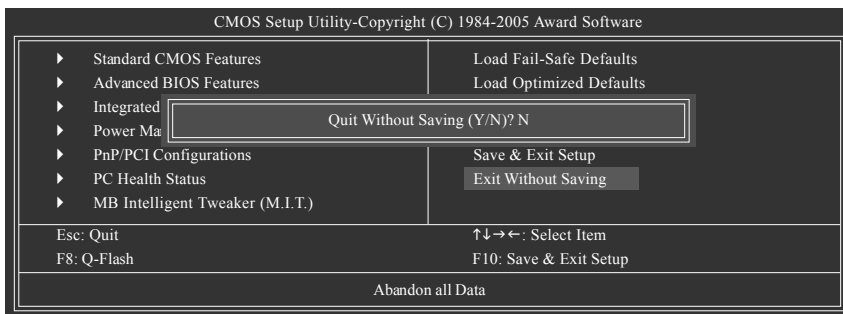 CMOS Setup Utility-Copyright (C) 1984-2005 Award Software
Standard CMOS Features
Advanced BIOS Features
Integrated
Power Ma
PnP/PCI Configurations
PC Health Status
MB Intelligent Tweaker (M.I.T.)
Load Fail-Safe Defaults
Load Optimized Defaults
Quit Without Saving (Y/N)? N
Save & Exit Setup
Exit Without Saving
Esc: Quit
↑↓→←: Select Item
F8: Q-Flash
F10: Save & Exit Setup
Abandon all Data